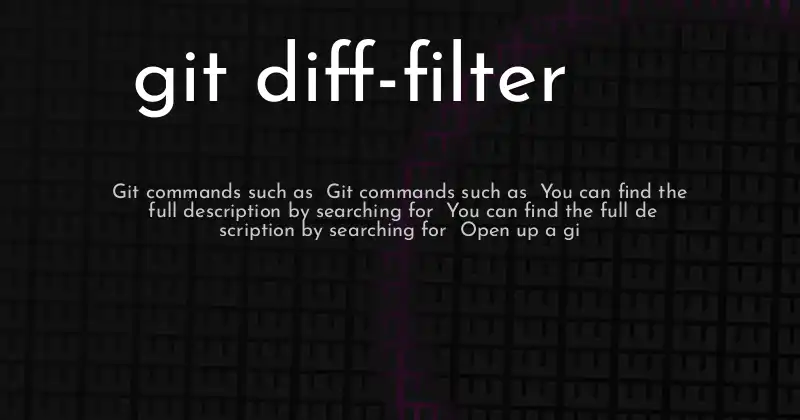 git diff-filter
Git commands such as  Git commands such as  You can find the
full description by searching for  You can find the full de
scription by searching for  Open up a gi